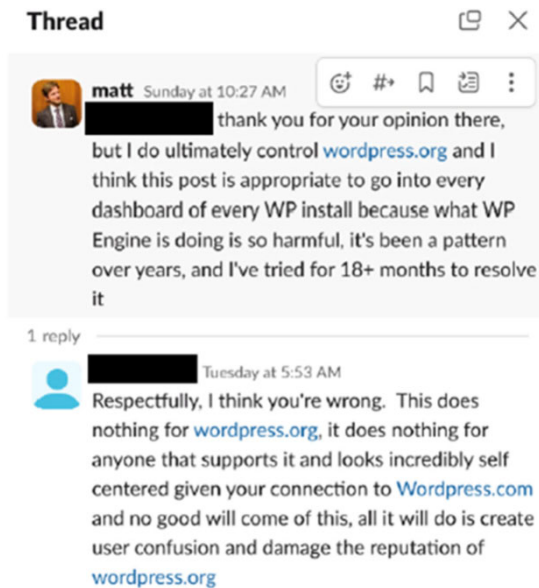 Thread
matt Sunday at 10:27 AM
thank you for your opinion there,
but I do ultimately control wordpress.org and I
think this post is appropriate to go into every
dashboard of every WP install because what WP
Engine is doing is so harmful, it's been a pattern
over years, and I've tried for 18+ months to resolve
it
1 reply
Tuesday at 5:53 AM
Respectfully, I think you're wrong. This does
nothing for wordpress.org, it does nothing for
anyone that supports it and looks incredibly self
centered given your connection to Wordpress.com
and no good will come of this, all it will do is create
user confusion and damage the reputation of
wordpress.org